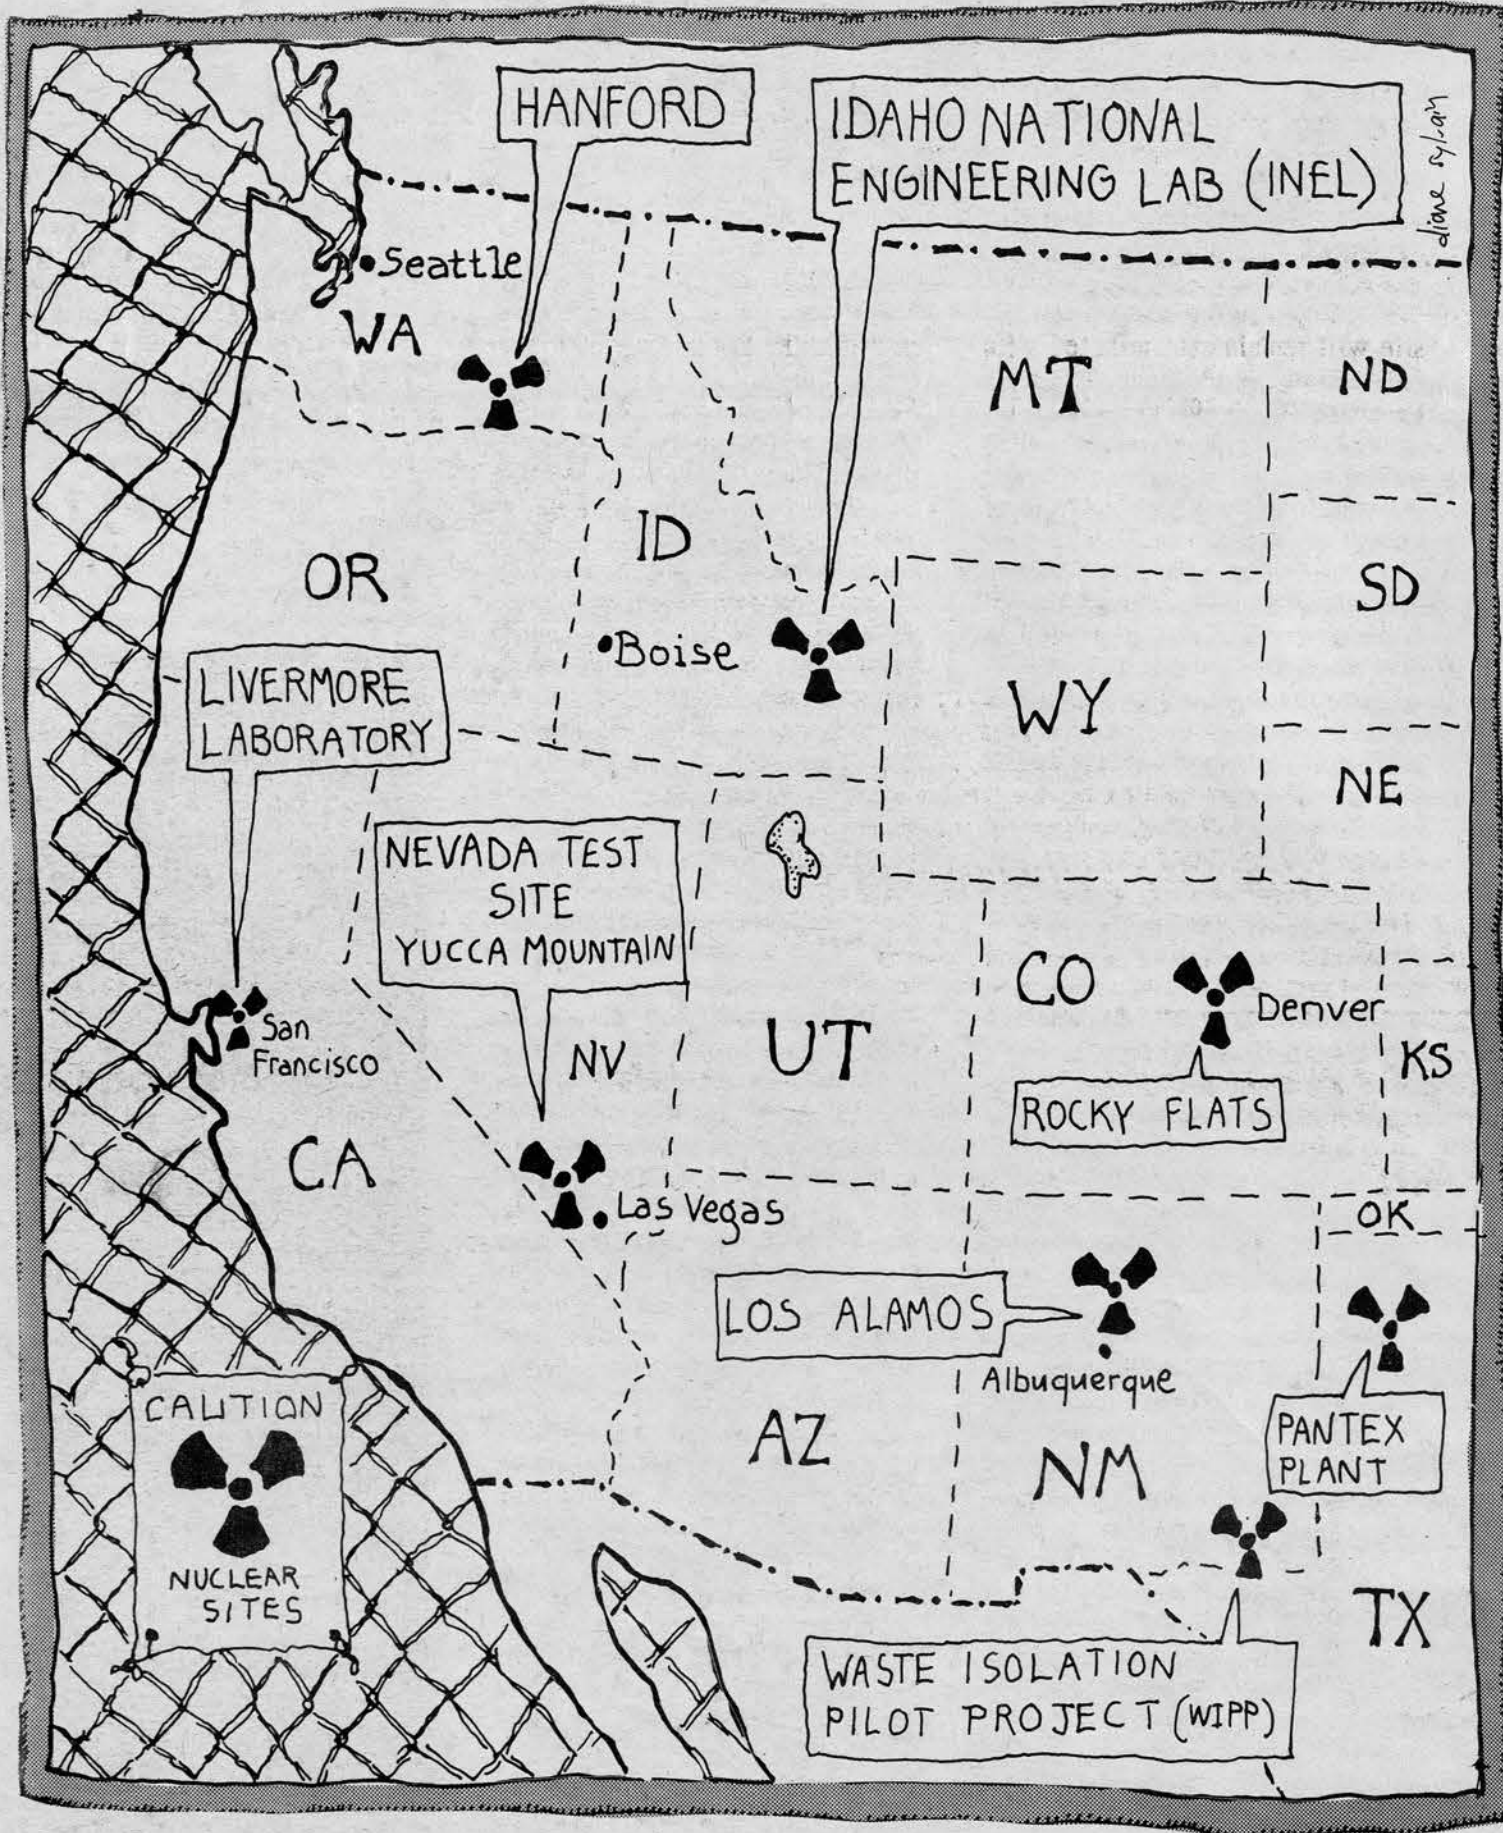 HANFORD
IDAHO NATIONAL
ENGINEERING LAB (INEL)
diane sylvain
Seattle
WA
MT
ND
ID
OR
SD
Boise
LIVERMORE
LABORATORY
WY
NE
NEVADA TEST
SITE
YUCCA MOUNTAIN
CO
Denver
San
Francisco
NV
UT
KS
ROCKY FLATS
CA
Las Vegas
OK
LOS ALAMOS
Albuquerque
CAUTION
NUCLEAR
SITES
AZ
NM
PANTEX
PLANT
TX
WASTE ISOLATION
PILOT PROJECT (WIPP)